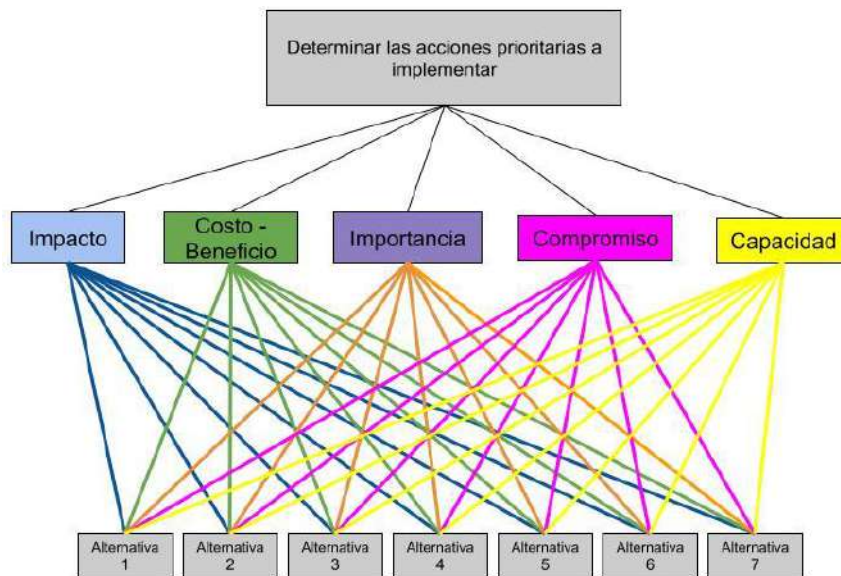 Determinar las acciones prioritarias a
implementar
Impacto
Costo -
Beneficio
Importancia
Compromiso
Capacidad
Alternativa
1
Alternativa
2
Alternativa
3
Alternativa
4
Alternativa
5
Alternativa
6
Alternativa
7